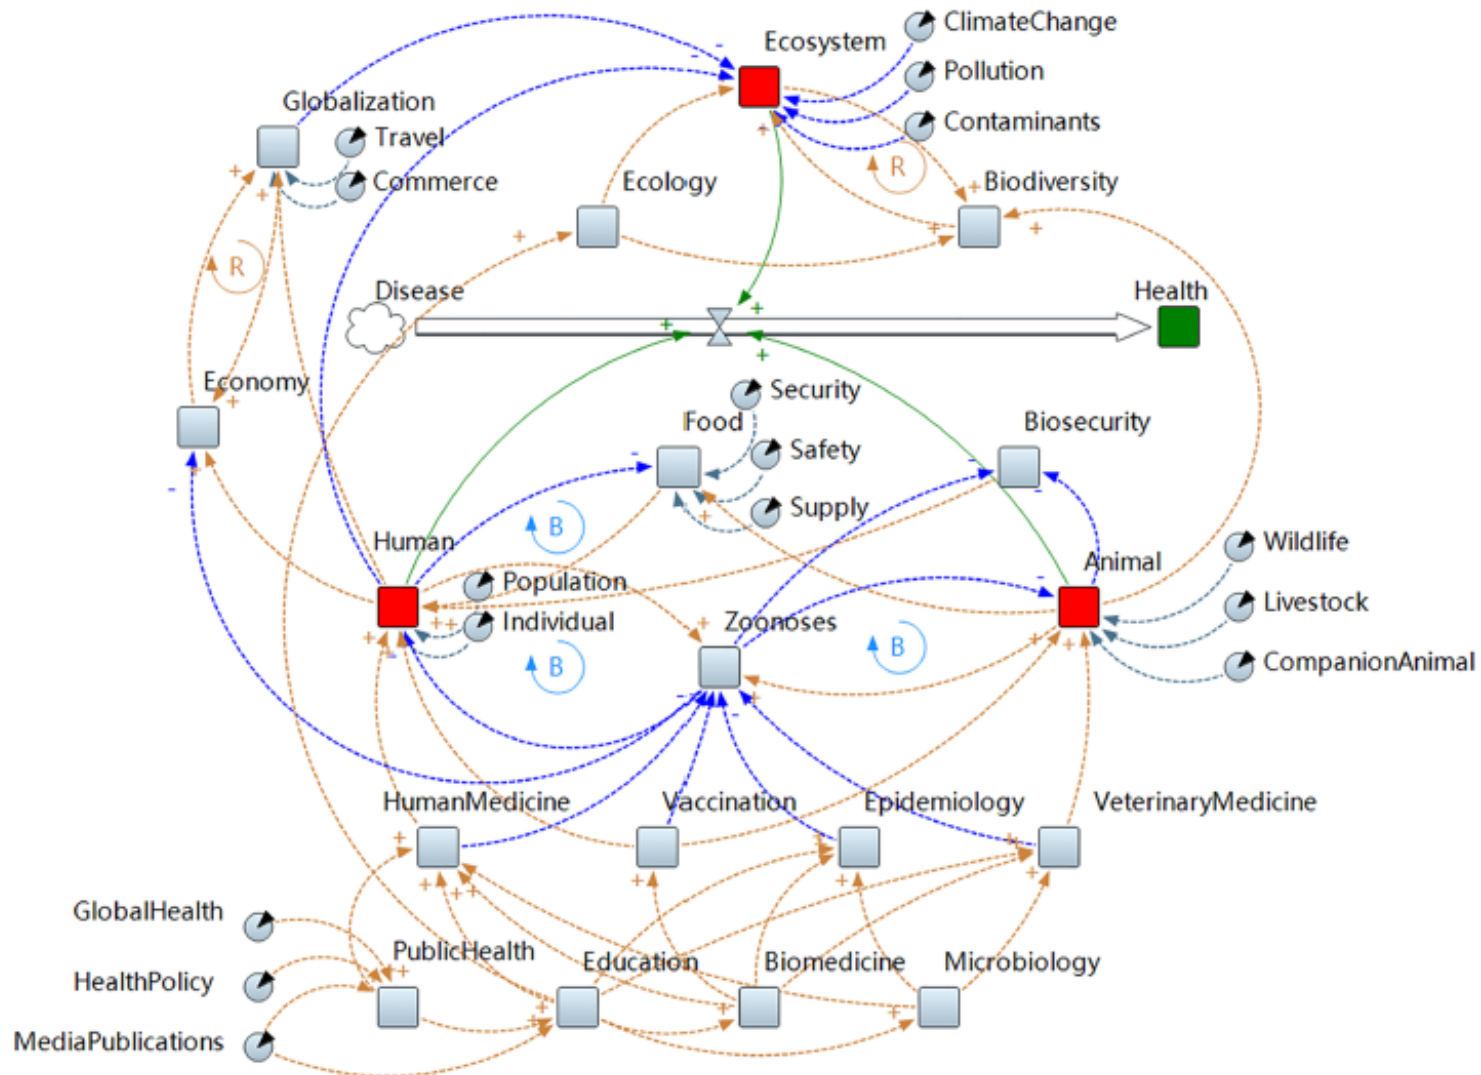 ClimateChange
Ecosystem
Pollution
Globalization
Travel
Contaminants
Commerce
Ecology
R
Biodiversity
R
Disease
Health
Economy
Security
Food
Biosecurity
Safety
Supply
B
Human
Wildlife
Animal
Population
Livestock
Individual
Zoonoses
B
B
CompanionAnimal
HumanMedicine
Vaccination
Epidemiology
VeterinaryMedicine
GlobalHealth
PublicHealth
Education
Biomedicine
Microbiology
HealthPolicy
MediaPublications